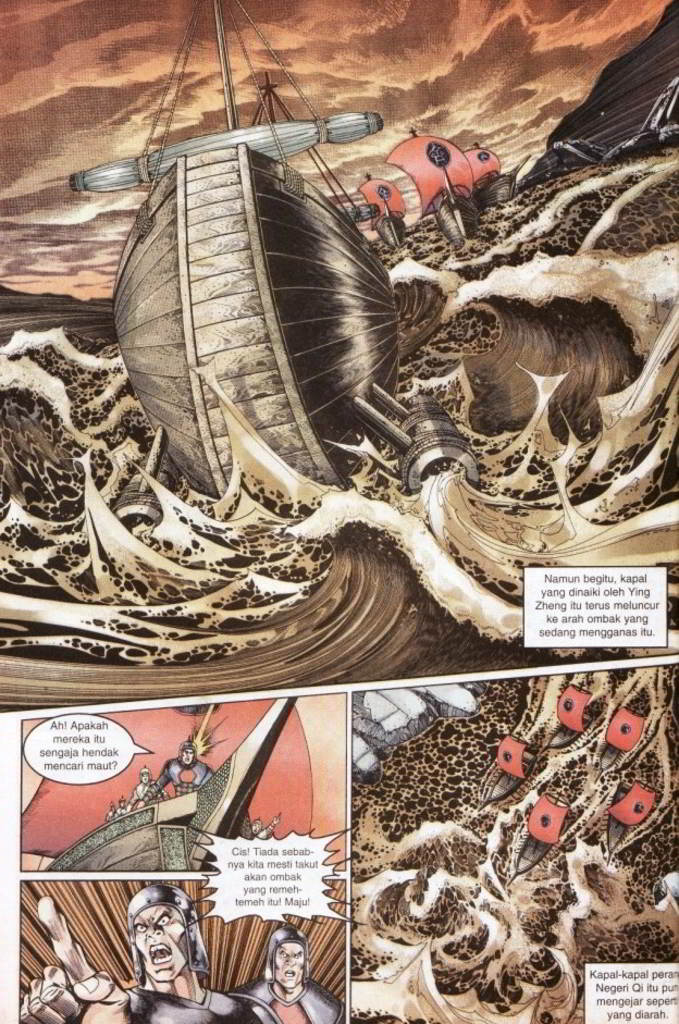 Namun begitu, kapal
yang dinaiki oleh Ying
Zheng itu terus meluncur
ke arah ombak yang
sedang mengganas itu.
Ah! Apakah
mereka itu
sengaja hendak
mencari maut?
Cis! Tiada sebab-
nya kita mesti takut
akan ombak
yang remeh-
temeh itu! Maju!
Kapal-kapal peran
Negeri Qi itu pun
mengejar seperti
yang diarah.